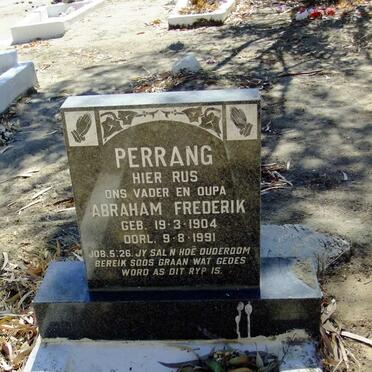 PERRANG
HIER RUS
ONS VADER EN OUPA
ABRAHAM FREDERIK
GEB. 19-3-1904
OORL. 9-8-1991
JOB.5:26. JY SAL 'N HOË OUDERDOM
BEREIK SOOS GRAAN WAT GEDES
WORD AS DIT RYP IS.